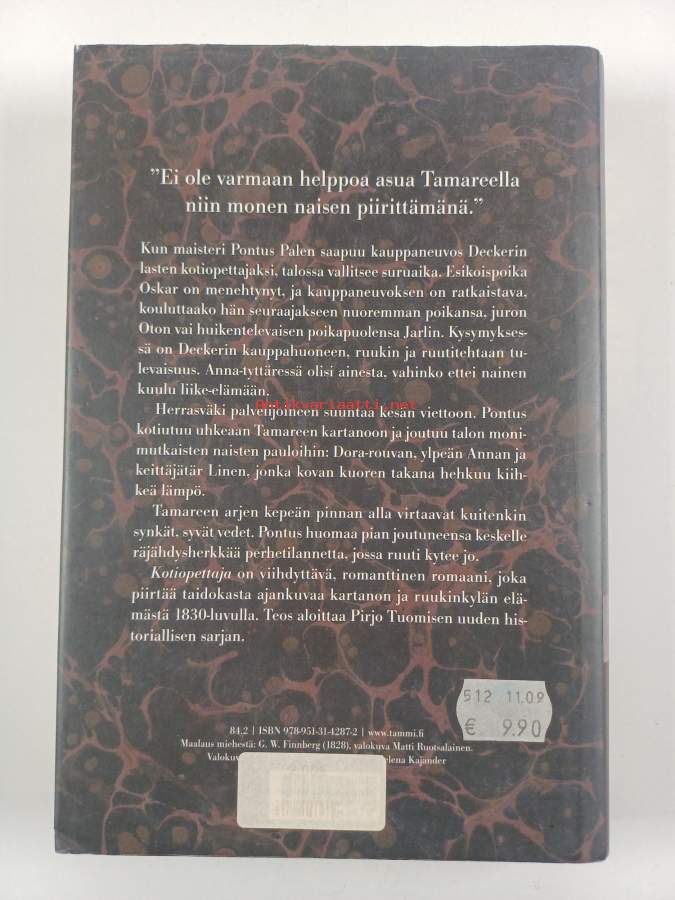 ”Ei ole varmaan helppoa asua Tamareella
niin monen naisen piirittämänä.”
Kun maisteri Pontus Palen saapuu kauppaneuvos Deckerin
lasten kotiopettajaksi, talossa vallitsee suruaika. Esikoispoika
Oskar on menehtynyt, ja kauppaneuvoksen on ratkaistava,
kouluttaako hän seuraajakseen nuoremman poikansa, juron
Oton vai huikentelevaisen poikapuolensa Jarlin. Kysymykses-
sä on Deckerin kauppahuoneen, ruukin ja ruutitehtaan tu-
levaisuus. Anna-tyttäressä olisi ainesta, vahinko ettei nainen
kuulu liike-elämään.
Antikvariaatti.net
Herrasväki palvelijoineen suuntaa kesän viettoon. Pontus
kotiutuu uhkeaan Tamareen kartanoon ja joutuu talon moni-
mutkaisten naisten pauloihin: Dora-rouvan, ylpeän Annan ja
keittäjätär Linen, jonka kovan kuoren takana hehkuu kiih-
keä lämpö.
Tamareen arjen kepeän pinnan alla virtaavat kuitenkin
synkät, syvät vedet. Pontus huomaa pian joutuneensa keskelle
räjähdysherkkää perhetilannetta, jossa ruuti kytee jo.
Kotiopettaja on viihdyttävä, romanttinen romaani, joka
piirtää taidokasta ajankuvaa kartanon ja ruukinkylän elä-
mästä 1830-luvulla. Teos aloittaa Pirjo Tuomisen uuden his-
toriallisen sarjan.
512 11.09
€ 9.90
84.2 | ISBN 978-951-31-4287-2 | www.tammi.fi
Maalaus miehestä: G. W. Finnberg (1828), valokuva Matti Ruotsalainen.
Kajander